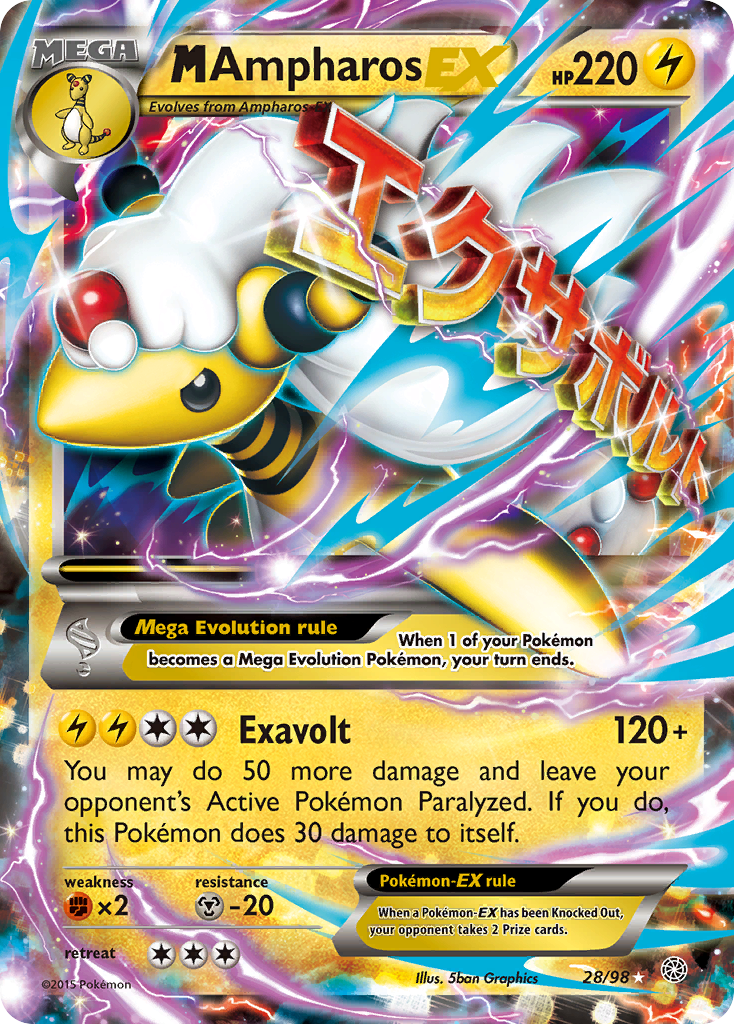 MEGA
M Ampharos EX
HP220
Evolves from Ampharos-EX
エクサボルト
Mega Evolution rule
When 1 of your Pokémon
becomes a Mega Evolution Pokémon, your turn ends.
Exavolt 120+
You may do 50 more damage and leave your
opponent's Active Pokémon Paralyzed. If you do,
this Pokémon does 30 damage to itself.
weakness resistance
×2 -20
retreat
Pokémon-EX rule
When a Pokémon-EX has been Knocked Out,
your opponent takes 2 Prize cards.
©2015 Pokémon
Illus. 5ban Graphics 28/98